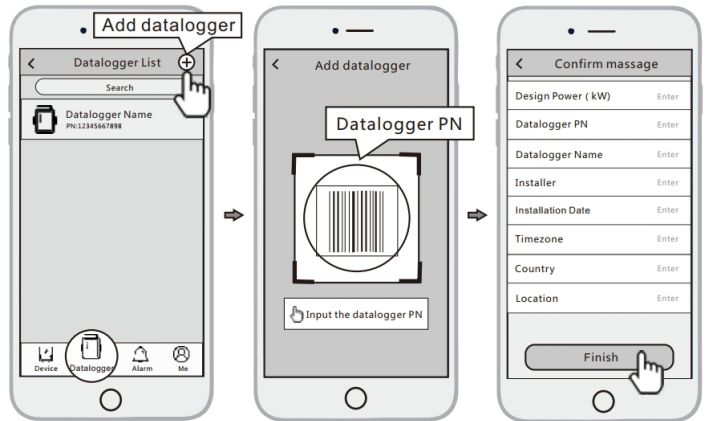 Add datalogger
Datalogger List
Search
Datalogger Name
PN:12345667898
Device
Datalogger
Alarm
Me
Add datalogger
Datalogger PN
Input the datalogger PN
Confirm massage
Design Power ( kW) Enter
Datalogger PN Enter
Datalogger Name Enter
Installer Enter
Installation Date Enter
Timezone Enter
Country Enter
Location Enter
Finish